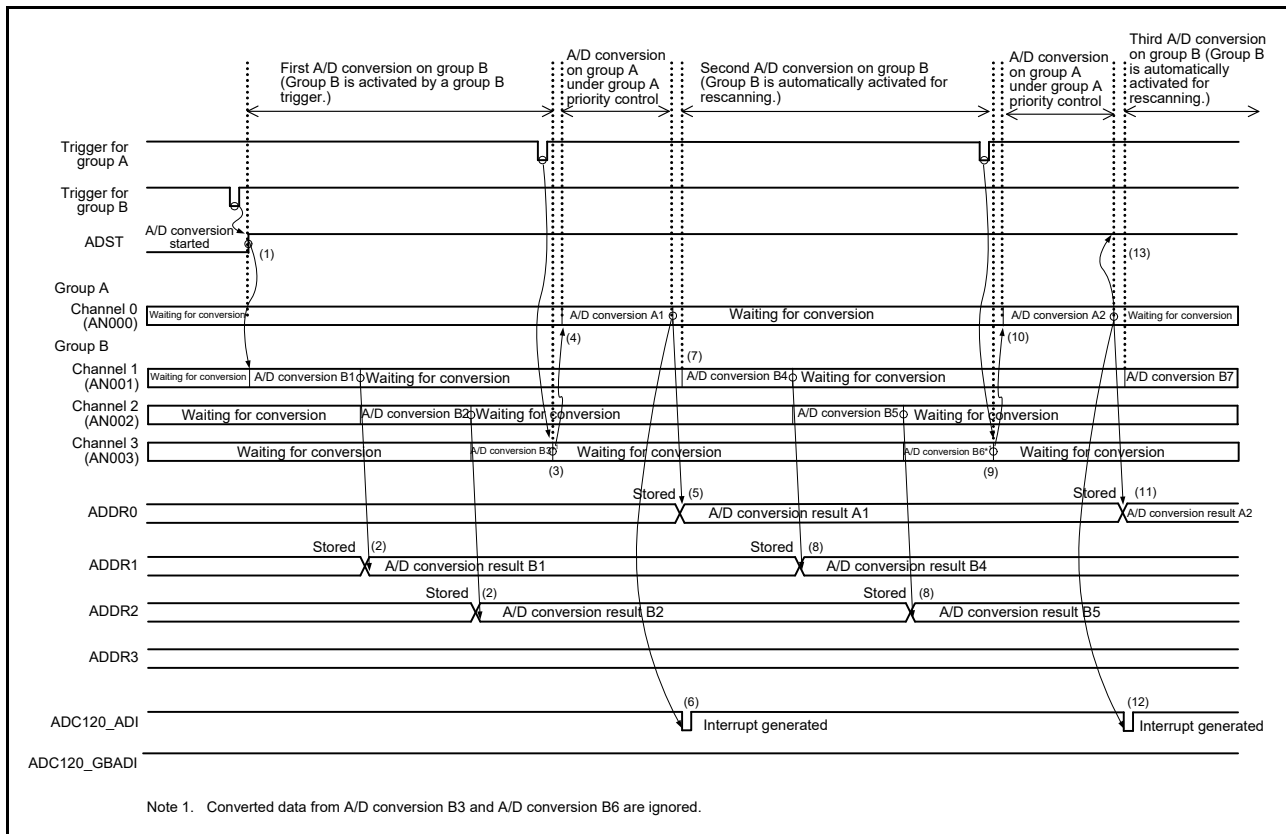 First A/D conversion on group B
(Group B is activated by a group B
trigger.)
A/D conversion
on group A
under group A
priority control
Second A/D conversion on group B
(Group B is automatically activated for
rescanning.)
A/D conversion
on group A
under group A
priority control
Third A/D conversion
on group B (Group B
is automatically
activated for
rescanning.)
Trigger for
group A
Trigger for
group B
ADST
A/D conversion
started
(1)
(13)
Group A
Channel 0
(AN000)
Waiting for conversion
A/D conversion A1
Waiting for conversion
A/D conversion A2
Waiting for conversion
(4)
(10)
Group B
(7)
Channel 1
(AN001)
Waiting for conversion
A/D conversion B1
Waiting for conversion
A/D conversion B4
Waiting for conversion
A/D conversion B7
Channel 2
(AN002)
Waiting for conversion
A/D conversion B2
Waiting for conversion
A/D conversion B5
Waiting for conversion
Channel 3
(AN003)
Waiting for conversion
A/D conversion B3
Waiting for conversion
A/D conversion B6
Waiting for conversion
(3)
(9)
ADDR0
Stored
(5)
A/D conversion result A1
Stored
(11)
A/D conversion result A2
ADDR1
Stored
(2)
A/D conversion result B1
Stored
(8)
A/D conversion result B4
ADDR2
Stored
(2)
A/D conversion result B2
Stored
(8)
A/D conversion result B5
ADDR3
ADC120_ADI
(6)
Interrupt generated
(12)
Interrupt generated
ADC120_GBADI
Note 1. Converted data from A/D conversion B3 and A/D conversion B6 are ignored.